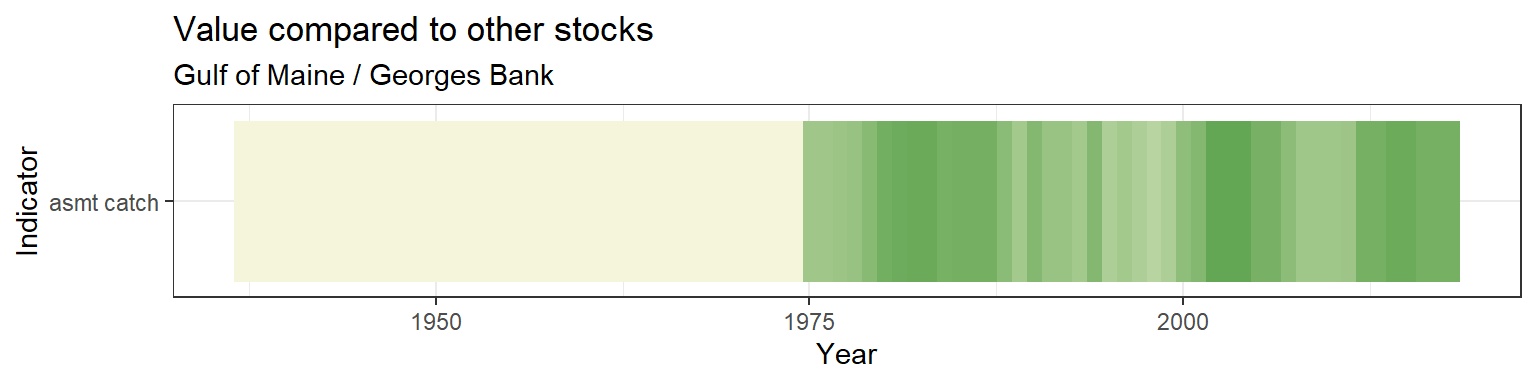 Value compared to other stocks
Gulf of Maine / Georges Bank
Indicator
asmt catch
1950 1975 2000
Year